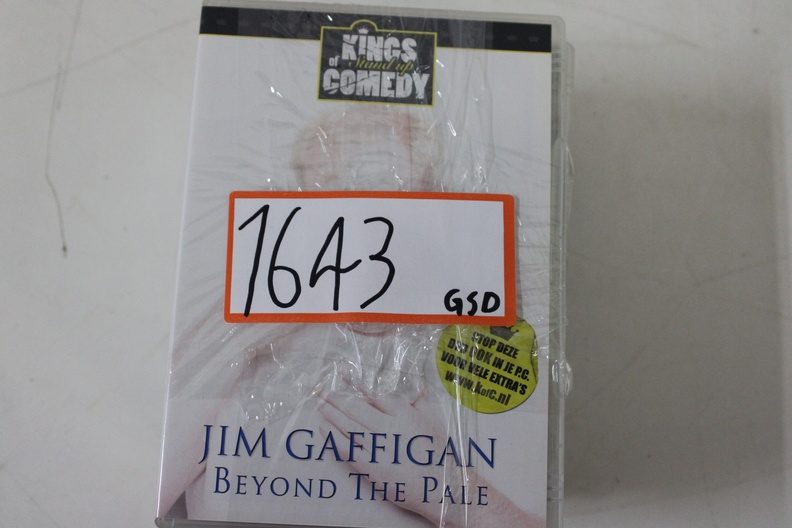 KINGS
of Stand up
COMEDY
1643
GSD
STOP DEZE
DVD OOK IN JE P.C.
VOOR VELE EXTRA'S
www.kofC.nl
JIM GAFFIGAN
BEYOND THE PALE